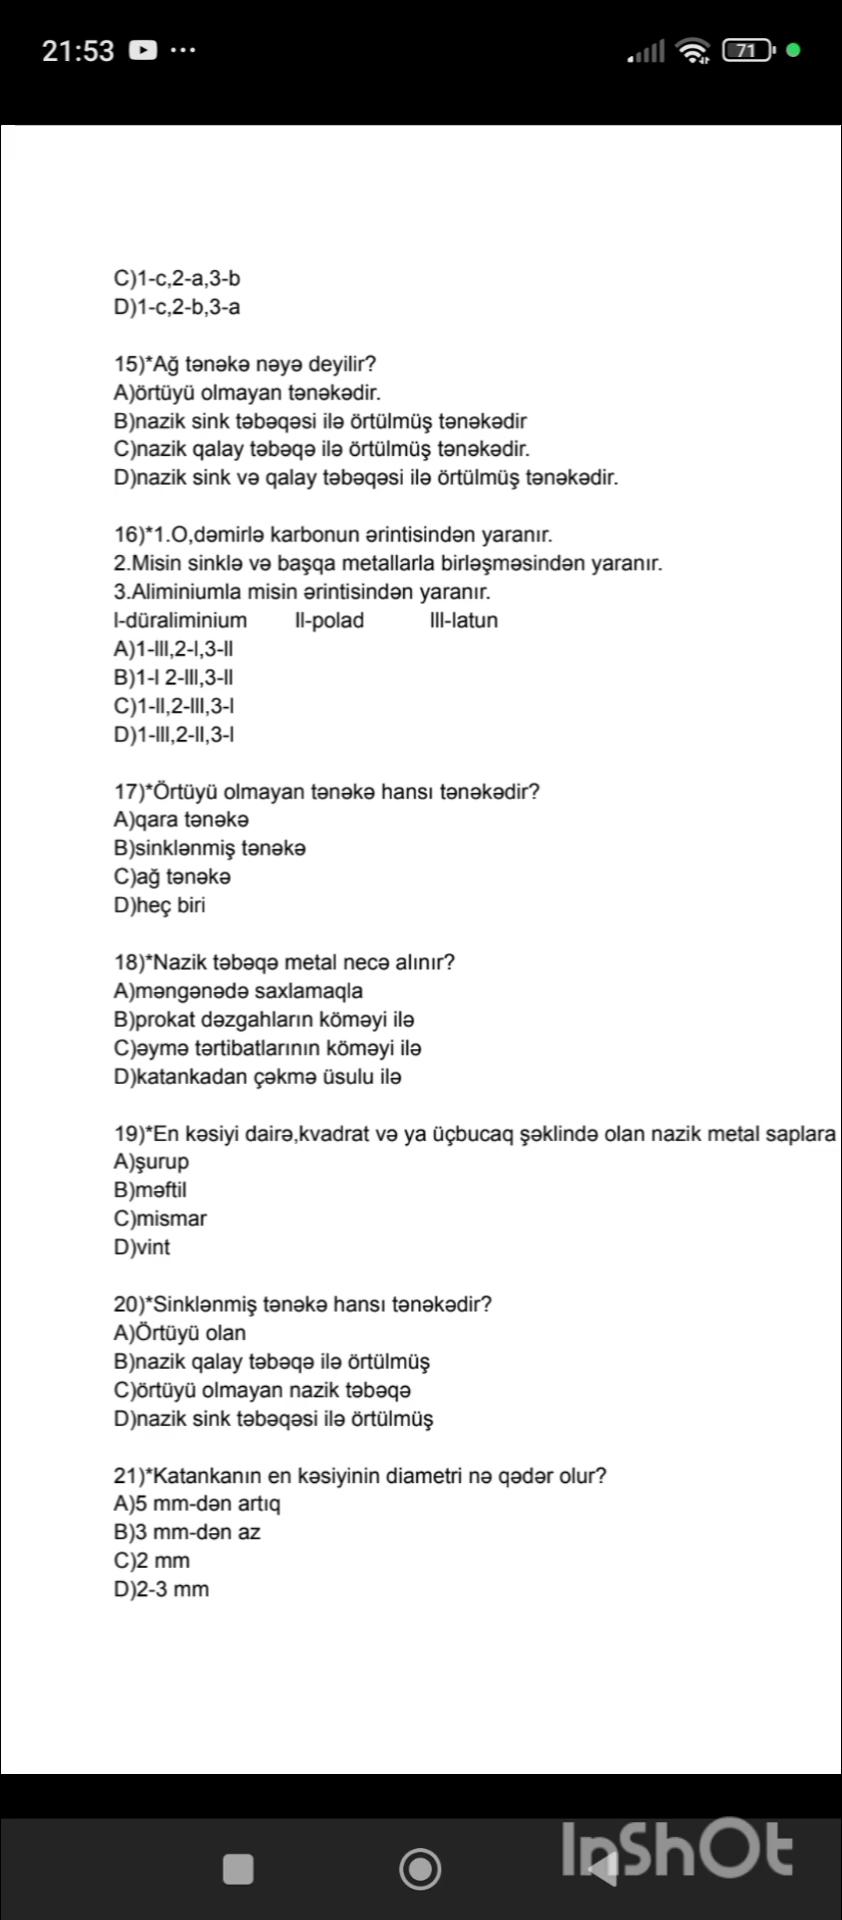 21:53
71
C)1-c,2-a,3-b
D)1-c,2-b,3-a
15)*Ağ tənəkə nəyə deyilir?
A)örtüyü olmayan tənəkədir.
B)nazik sink təbəqəsi ilə örtülmüş tənəkədir
C)nazik qalay təbəqə ilə örtülmüş tənəkədir.
D)nazik sink və qalay təbəqəsi ilə örtülmüş tənəkədir.
16)*1.O,dəmirlə karbonun ərintisindən yaranır.
2.Misin sinklə və başqa metallarla birləşməsindən yaranır.
3.Aliminiumla misin ərintisindən yaranır.
I-düraliminium II-polad III-latun
A)1-III,2-I,3-II
B)1-I 2-III,3-II
C)1-II,2-III,3-I
D)1-III,2-II,3-I
17)*Örtüyü olmayan tənəkə hansı tənəkədir?
A)qara tənəkə
B)sinklənmiş tənəkə
C)ağ tənəkə
D)heç biri
18)*Nazik təbəqə metal necə alınır?
A)məngənədə saxlamaqla
B)prokat dəzgahların köməyi ilə
C)əymə tərtibatlarının köməyi ilə
D)katankadan çəkmə üsulu ilə
19)*En kəsiyi dairə,kvadrat və ya üçbucaq şəklində olan nazik metal saplara
A)şurup
B)məftil
C)mismar
D)vint
20)*Sinklənmiş tənəkə hansı tənəkədir?
A)Örtüyü olan
B)nazik qalay təbəqə ilə örtülmüş
C)örtüyü olmayan nazik təbəqə
D)nazik sink təbəqəsi ilə örtülmüş
21)*Katankanın en kəsiyinin diametri nə qədər olur?
A)5 mm-dən artıq
B)3 mm-dən az
C)2 mm
D)2-3 mm
InShOt